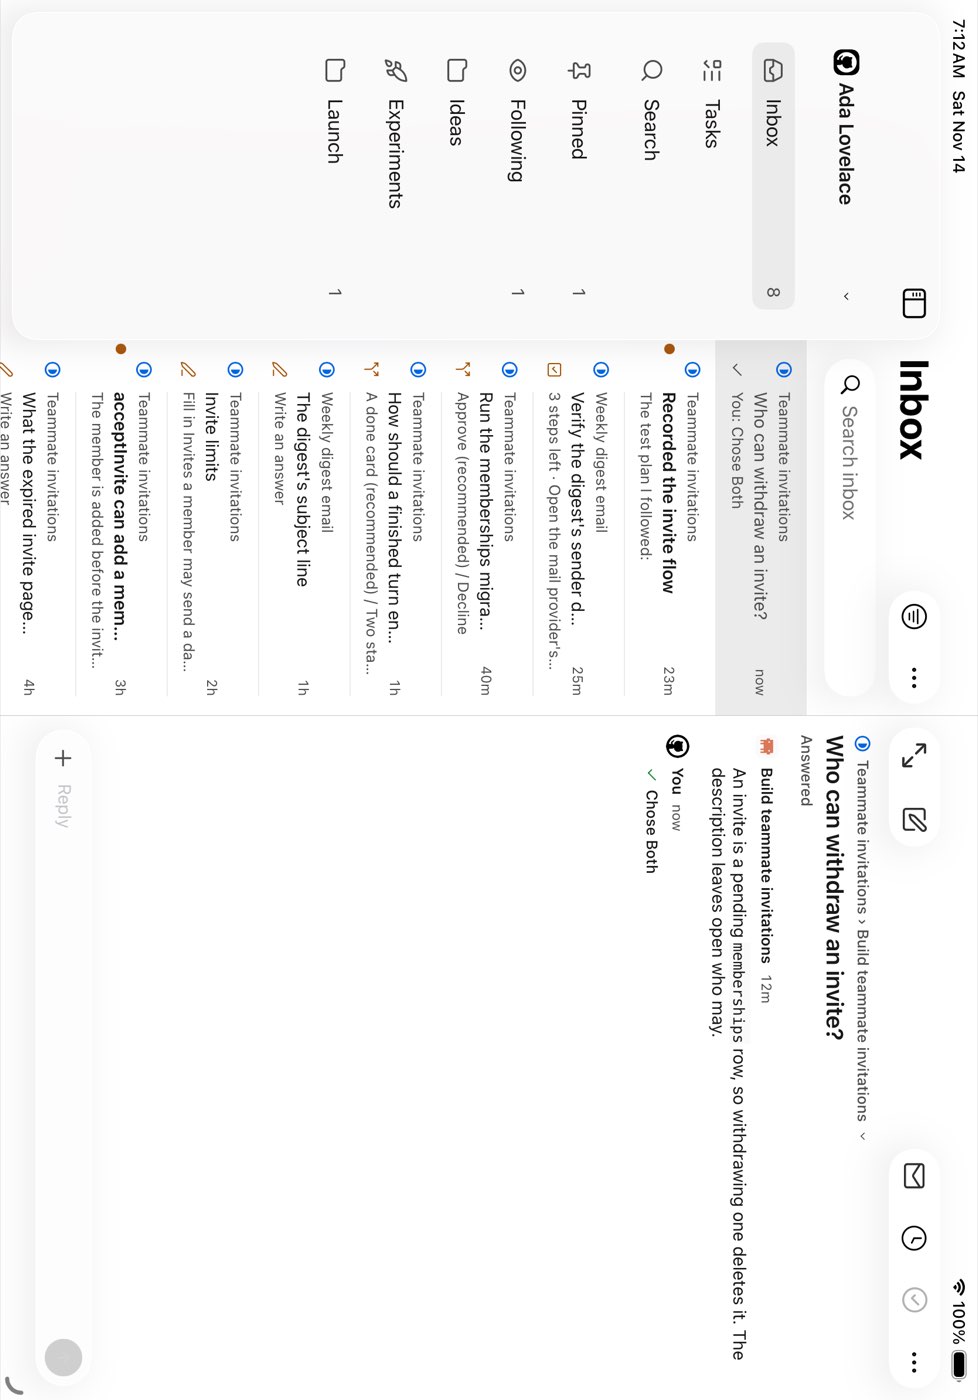 7:12 AM Sat Nov 14
100%
Ada Lovelace
Inbox 8
Tasks
Search
Pinned 1
Following 1
Ideas
Experiments
Launch 1
Inbox
Search inbox
Teammate invitations
Who can withdraw an invite? now
You: Chose Both
Teammate invitations
Recorded the invite flow 23m
The test plan I followed:
Weekly digest email
Verify the digest's sender d... 25m
3 steps left · Open the mail provider's...
Teammate invitations
Run the memberships migra... 40m
Approve (recommended) / Decline
Teammate invitations
How should a finished turn en... 1h
A done card (recommended) / Two sta...
Weekly digest email
The digest's subject line 1h
Write an answer
Teammate invitations
Invite limits 2h
Fill in Invites a member may send a da...
Teammate invitations
acceptInvite can add a mem... 3h
The member is added before the invit...
Teammate invitations
What the expired invite page... 4h
Write an answer
Teammate invitations › Build teammate invitations
Who can withdraw an invite?
Answered
Build teammate invitations 12m
An invite is a pending memberships row, so withdrawing one deletes it. The
description leaves open who may.
You now
Chose Both
Reply